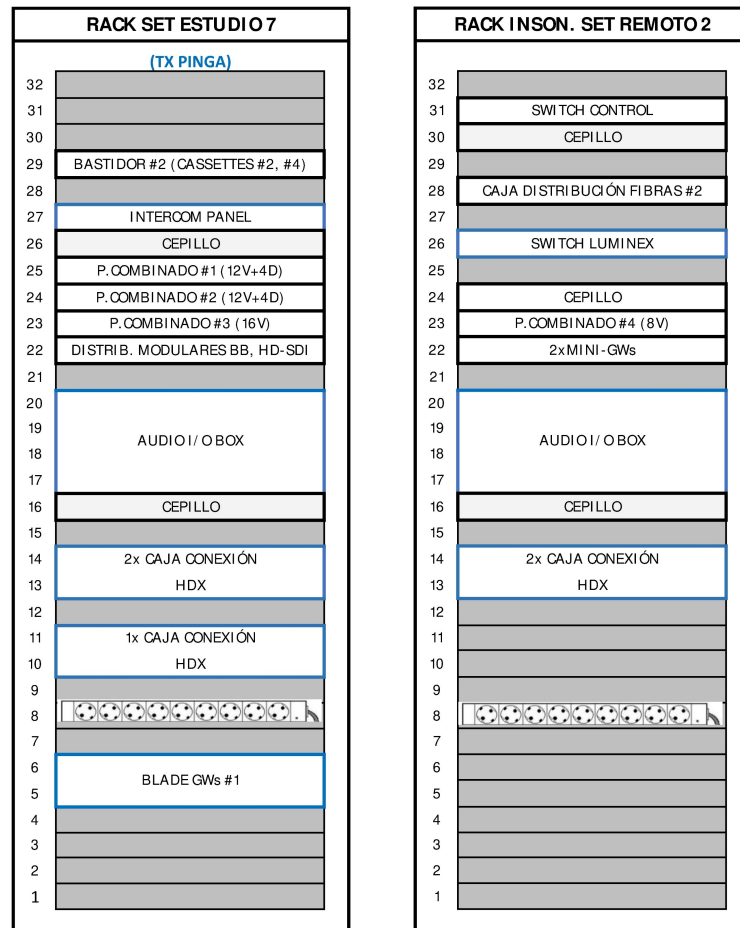 RACK SET ESTUDIO 7
(TX PINGA)
32
31
30
29 BASTIDOR #2 (CASSETTES #2, #4)
28
27 INTERCOM PANEL
26 CEPILLO
25 P.COMBINADO #1 (12V+4D)
24 P.COMBINADO #2 (12V+4D)
23 P.COMBINADO #3 (16V)
22 DISTRIB. MODULARES BB, HD-SDI
21
20
19
AUDIO I/O BOX
18
17
16 CEPILLO
15
14 2x CAJA CONEXIÓN
13 HDX
12
11 1x CAJA CONEXIÓN
10 HDX
9
8
7
6
BLADE GWs #1
5
4
3
2
1
RACK INSON. SET REMOTO 2
32
31 SWITCH CONTROL
30 CEPILLO
29
28 CAJA DISTRIBUCIÓN FIBRAS #2
27
26 SWITCH LUMINEX
25
24 CEPILLO
23 P.COMBINADO #4 (8V)
22 2xMINI-GWs
21
20
19
AUDIO I/O BOX
18
17
16 CEPILLO
15
14 2x CAJA CONEXIÓN
13 HDX
12
11
10
9
8
7
6
5
4
3
2
1